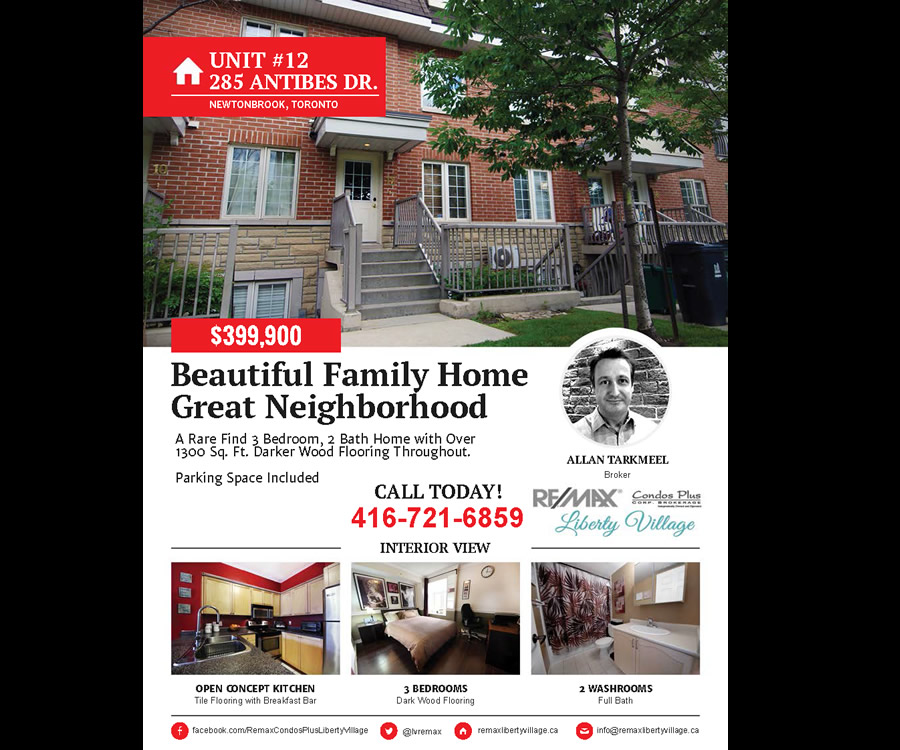 UNIT #12
285 ANTIBES DR.
NEWTONBROOK, TORONTO
$399,900
Beautiful Family Home
Great Neighborhood
A Rare Find 3 Bedroom, 2 Bath Home with Over
1300 Sq. Ft. Darker Wood Flooring Throughout.
Parking Space Included
CALL TODAY!
416-721-6859
ALLAN TARKMEEL
Broker
RE/MAX
Condos Plus
CORP. BROKERAGE
Liberty Village
INTERIOR VIEW
OPEN CONCEPT KITCHEN
Tile Flooring with Breakfast Bar
3 BEDROOMS
Dark Wood Flooring
2 WASHROOMS
Full Bath
facebook.com/RemaxCondosPlusLibertyVillage
@lvremax
remaxlibertyvillage.ca
info@remaxlibertyvillage.ca